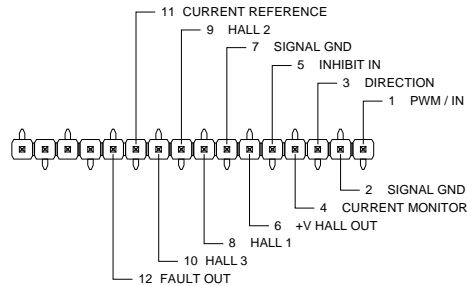 11 CURRENT REFERENCE
9 HALL 2
7 SIGNAL GND
5 INHIBIT IN
3 DIRECTION
1 PWM / IN
2 SIGNAL GND
4 CURRENT MONITOR
6 +V HALL OUT
8 HALL 1
10 HALL 3
12 FAULT OUT